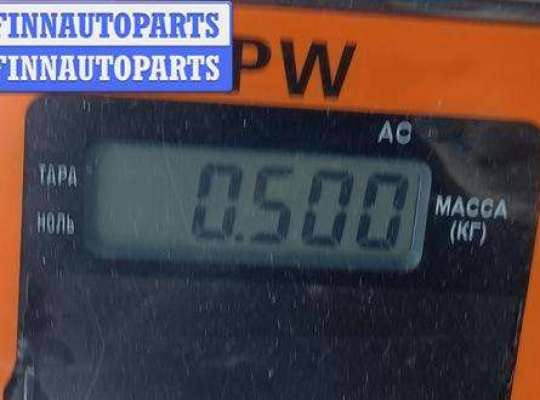 FINNAUTOPARTS
FINNAUTOPARTS
PW
AC
ТАРА
0.500
МАССА
(КГ)
НОЛЬ